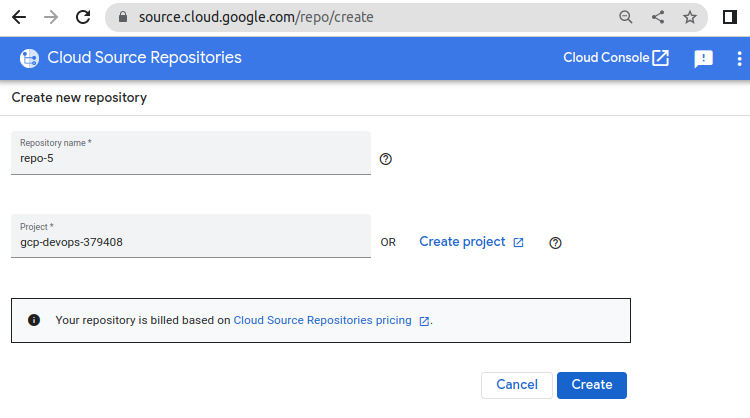 source.cloud.google.com/repo/create
Cloud Source Repositories
Cloud Console
Create new repository
Repository name *
repo-5
Project *
gcp-devops-379408
OR
Create project
Your repository is billed based on Cloud Source Repositories pricing .
Cancel
Create